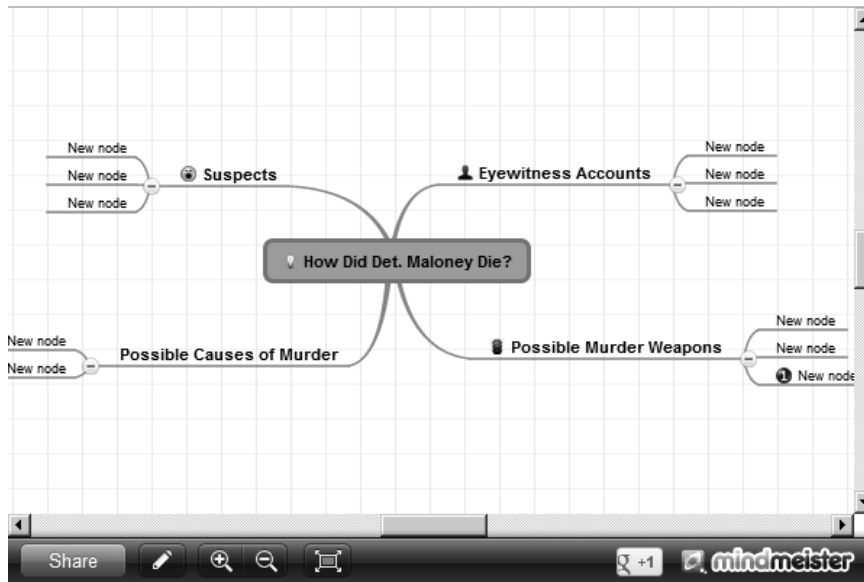 New node
New node
New node
Suspects
Eyewitness Accounts
New node
New node
New node
How Did Det. Maloney Die?
New node
New node
Possible Causes of Murder
Possible Murder Weapons
New node
New node
1 New node
Share
g +1
mindmeister